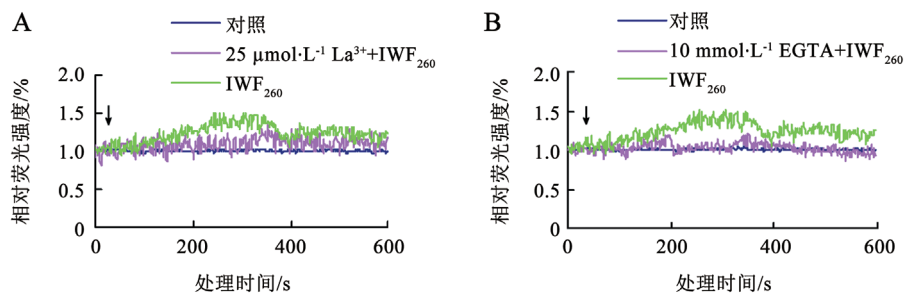 A
对照
25 μmol·L⁻¹ La³⁺+IWF₂₆₀
IWF₂₆₀
相对荧光强度/%
2.0
1.5
1.0
0.5
0
0 200 400 600
处理时间/s
B
对照
10 mmol·L⁻¹ EGTA+IWF₂₆₀
IWF₂₆₀
相对荧光强度/%
2.0
1.5
1.0
0.5
0
0 200 400 600
处理时间/s